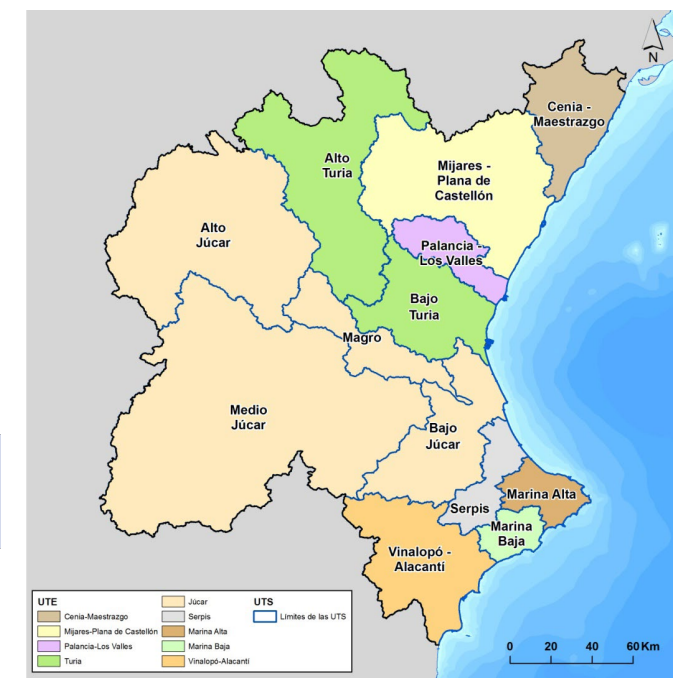 N
Cenia -
Maestrazgo
Alto
Turia
Mijares -
Plana de
Castellón
Alto
Júcar
Palancia -
Los Valles
Bajo
Turia
Magro
Medio
Júcar
Bajo
Júcar
Marina Alta
Serpis
Marina
Baja
Vinalopó -
Alacantí
UTE
Cenia-Maestrazgo
Mijares-Plana de Castellón
Palancia-Los Valles
Turia
Júcar
Serpis
Marina Alta
Marina Baja
Vinalopó-Alacantí
UTS
Límites de las UTS
0 20 40 60 Km